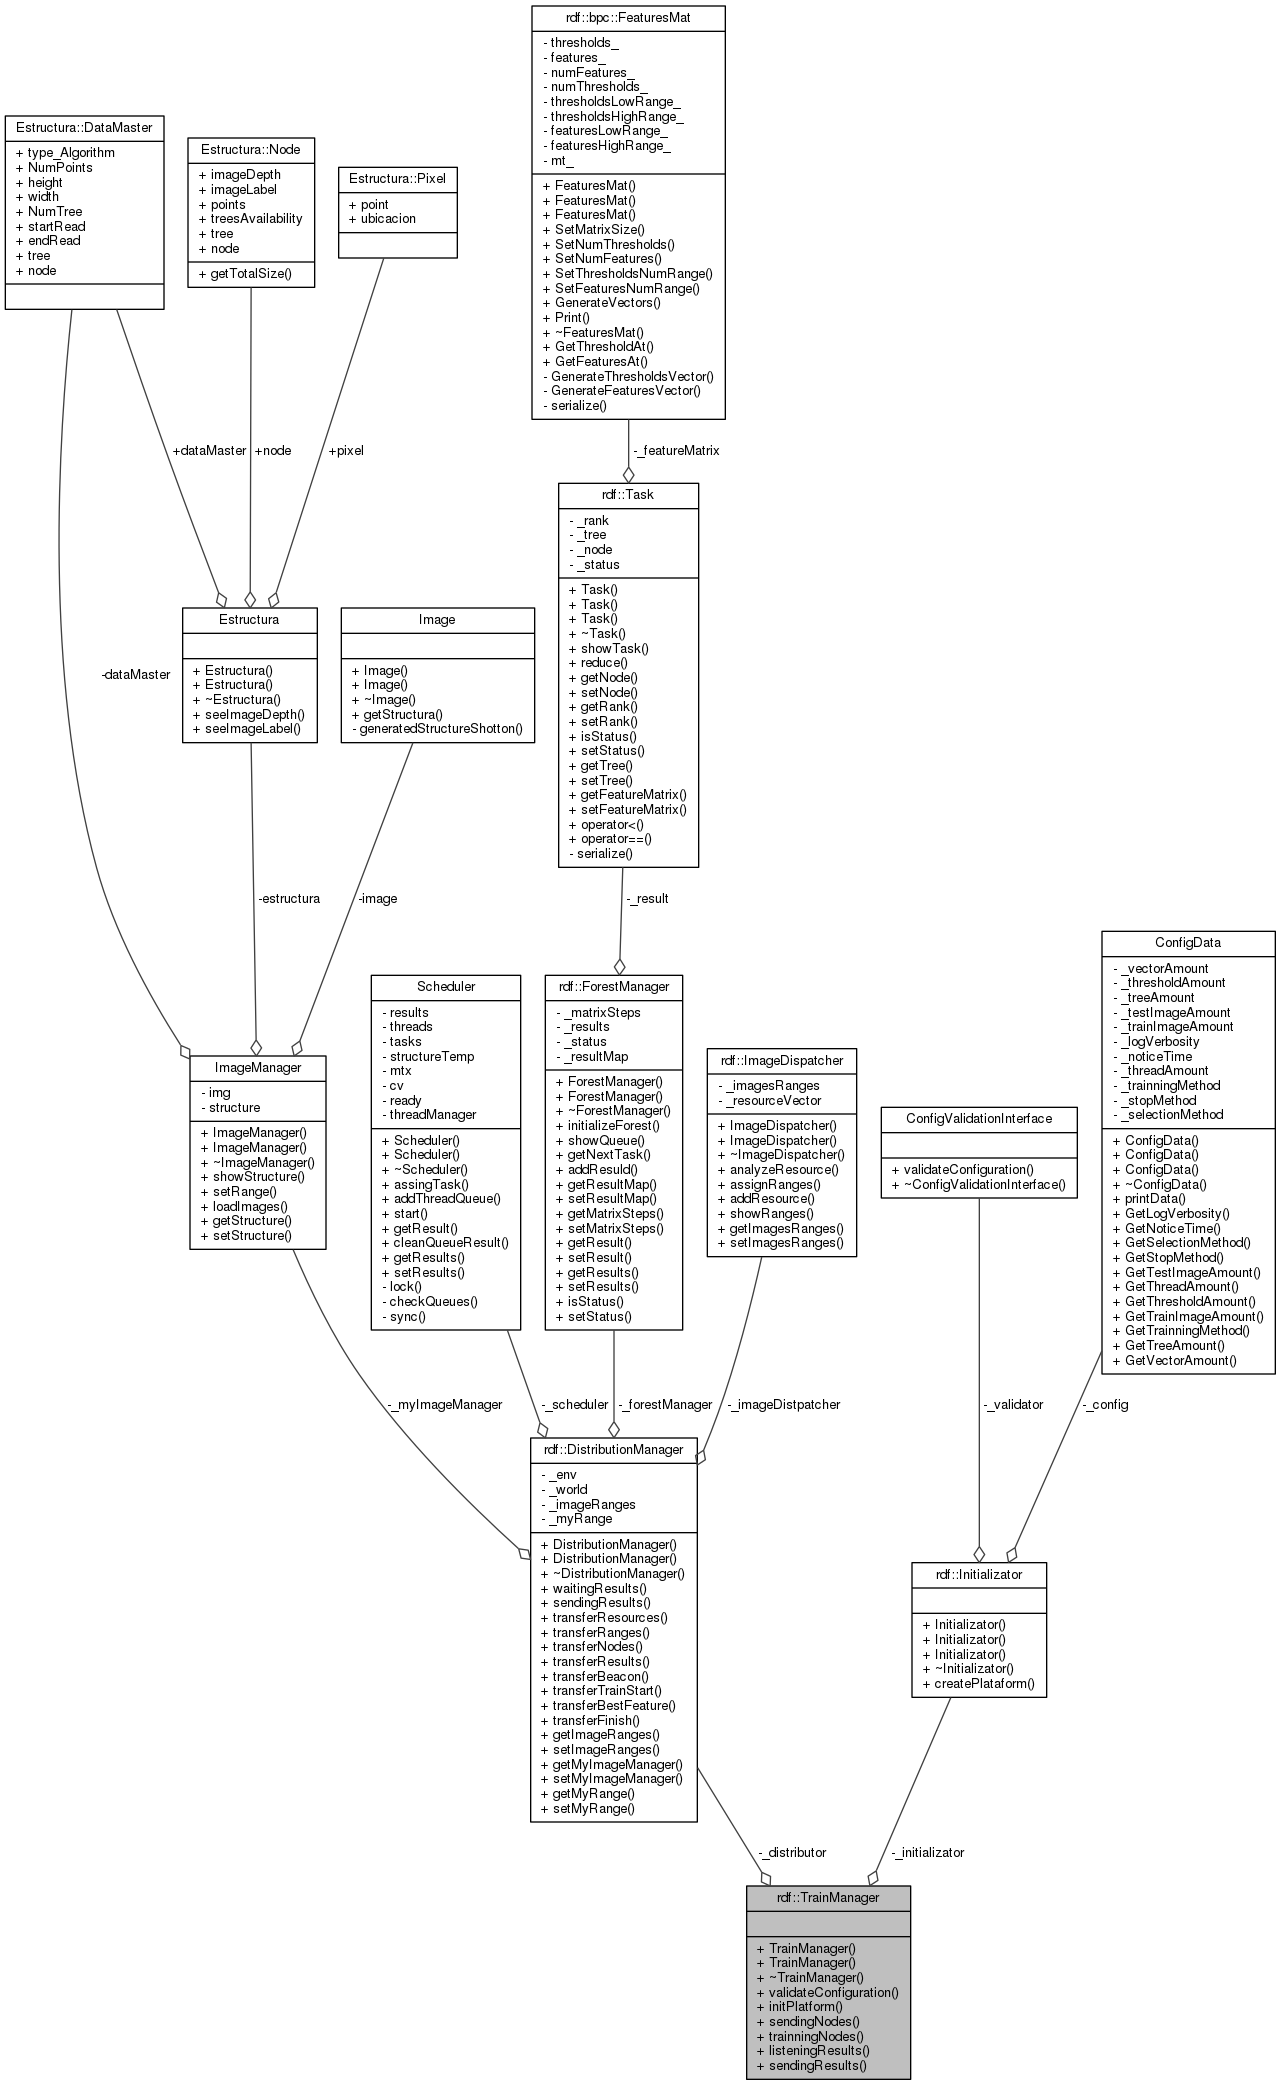 rdf::bpc::FeaturesMat
- thresholds_
- features_
- numFeatures_
- numThresholds_
- thresholdsLowRange_
- thresholdsHighRange_
- featuresLowRange_
- featuresHighRange_
- mt_
+ FeaturesMat()
+ FeaturesMat()
+ FeaturesMat()
+ SetMatrixSize()
+ SetNumThresholds()
+ SetNumFeatures()
+ SetThresholdsNumRange()
+ SetFeaturesNumRange()
+ GenerateVectors()
+ Print()
+ ~FeaturesMat()
+ GetThresholdAt()
+ GetFeaturesAt()
- GenerateThresholdsVector()
- GenerateFeaturesVector()
- serialize()
Estructura::DataMaster
+ type_Algorithm
+ NumPoints
+ height
+ width
+ NumTree
+ startRead
+ endRead
+ tree
+ node
Estructura::Node
+ imageDepth
+ imageLabel
+ points
+ treesAvailability
+ tree
+ node
+ getTotalSize()
Estructura::Pixel
+ point
+ ubicacion
+dataMaster
+node
+pixel
-_featureMatrix
rdf::Task
- _rank
- _tree
- _node
- _status
+ Task()
+ Task()
+ Task()
+ ~Task()
+ showTask()
+ reduce()
+ getNode()
+ setNode()
+ getRank()
+ setRank()
+ isStatus()
+ setStatus()
+ getTree()
+ setTree()
+ getFeatureMatrix()
+ setFeatureMatrix()
+ operator<()
+ operator==()
- serialize()
Estructura
+ Estructura()
+ Estructura()
+ ~Estructura()
+ seeImageDepth()
+ seeImageLabel()
Image
+ Image()
+ Image()
+ ~Image()
+ getStructura()
- generatedStructureShotton()
-dataMaster
-estructura
-image
-_result
ImageManager
- img
- structure
+ ImageManager()
+ ImageManager()
+ ~ImageManager()
+ showStructure()
+ setRange()
+ loadImages()
+ getStructure()
+ setStructure()
Scheduler
- results
- threads
- tasks
- structureTemp
- mtx
- cv
- ready
- threadManager
+ Scheduler()
+ Scheduler()
+ ~Scheduler()
+ assingTask()
+ addThreadQueue()
+ start()
+ getResult()
+ cleanQueueResult()
+ getResults()
+ setResults()
- lock()
- checkQueues()
- sync()
rdf::ForestManager
- _matrixSteps
- _results
- _status
- _resultMap
+ ForestManager()
+ ForestManager()
+ ~ForestManager()
+ initializeForest()
+ showQueue()
+ getNextTask()
+ addResuld()
+ getResultMap()
+ setResultMap()
+ getMatrixSteps()
+ setMatrixSteps()
+ getResult()
+ setResult()
+ getResults()
+ setResults()
+ isStatus()
+ setStatus()
rdf::ImageDispatcher
- _imagesRanges
- _resourceVector
+ ImageDispatcher()
+ ImageDispatcher()
+ ~ImageDispatcher()
+ analyzeResource()
+ assignRanges()
+ addResource()
+ showRanges()
+ getImagesRanges()
+ setImagesRanges()
ConfigValidationInterface
+ validateConfiguration()
+ ~ConfigValidationInterface()
ConfigData
- _vectorAmount
- _thresholdAmount
- _treeAmount
- _testImageAmount
- _trainImageAmount
- _logVerbosity
- _noticeTime
- _threadAmount
- _trainningMethod
- _stopMethod
- _selectionMethod
+ ConfigData()
+ ConfigData()
+ ConfigData()
+ ~ConfigData()
+ printData()
+ GetLogVerbosity()
+ GetNoticeTime()
+ GetSelectionMethod()
+ GetStopMethod()
+ GetTestImageAmount()
+ GetThreadAmount()
+ GetThresholdAmount()
+ GetTrainImageAmount()
+ GetTrainningMethod()
+ GetTreeAmount()
+ GetVectorAmount()
-_myImageManager
-_scheduler
-_forestManager
-_imageDistpatcher
-_validator
-_config
rdf::DistributionManager
- _env
- _world
- _imageRanges
- _myRange
+ DistributionManager()
+ DistributionManager()
+ ~DistributionManager()
+ waitingResults()
+ sendingResults()
+ transferResources()
+ transferRanges()
+ transferNodes()
+ transferResults()
+ transferBeacon()
+ transferTrainStart()
+ transferBestFeature()
+ transferFinish()
+ getImageRanges()
+ setImageRanges()
+ getMyImageManager()
+ setMyImageManager()
+ getMyRange()
+ setMyRange()
rdf::Initializator
+ Initializator()
+ Initializator()
+ Initializator()
+ ~Initializator()
+ createPlataform()
-_distributor
-_initializator
rdf::TrainManager
+ TrainManager()
+ TrainManager()
+ ~TrainManager()
+ validateConfiguration()
+ initPlatform()
+ sendingNodes()
+ trainningNodes()
+ listeningResults()
+ sendingResults()